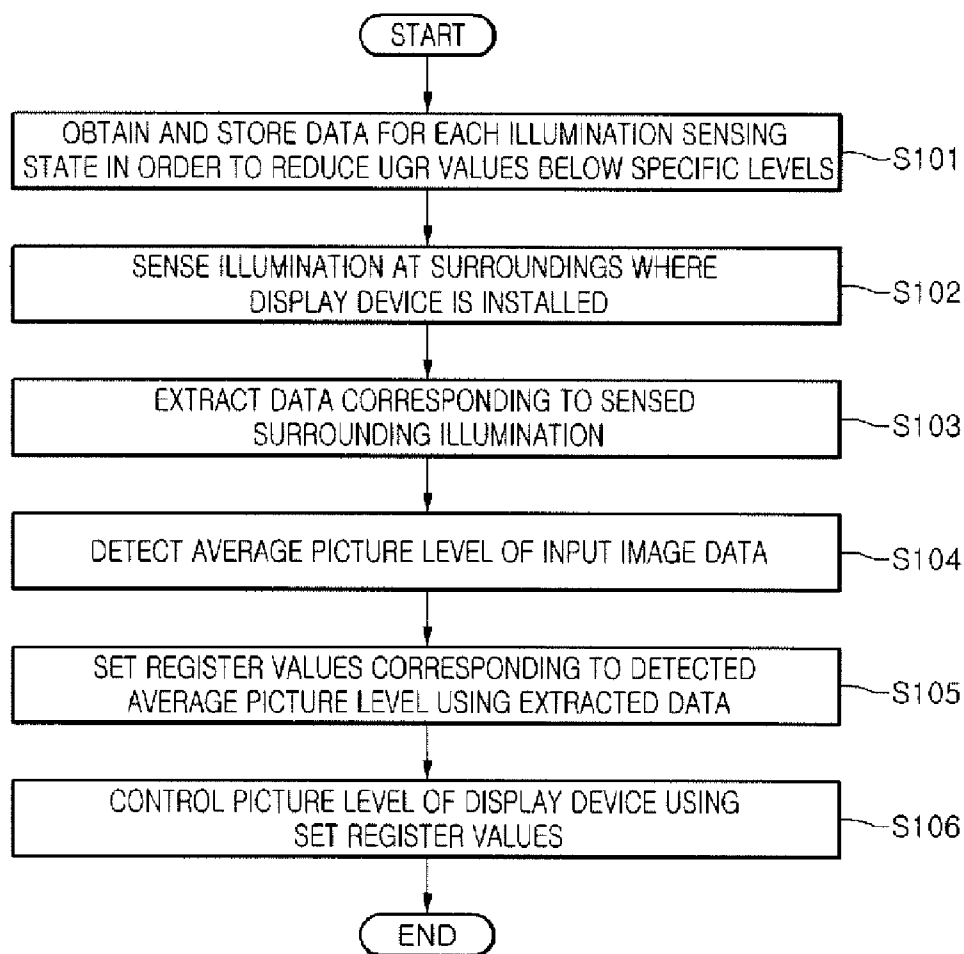 START
OBTAIN AND STORE DATA FOR EACH ILLUMINATION SENSING
STATE IN ORDER TO REDUCE UGR VALUES BELOW SPECIFIC LEVELS
S101
SENSE ILLUMINATION AT SURROUNDINGS WHERE
DISPLAY DEVICE IS INSTALLED
S102
EXTRACT DATA CORRESPONDING TO SENSED
SURROUNDING ILLUMINATION
S103
DETECT AVERAGE PICTURE LEVEL OF INPUT IMAGE DATA
S104
SET REGISTER VALUES CORRESPONDING TO DETECTED
AVERAGE PICTURE LEVEL USING EXTRACTED DATA
S105
CONTROL PICTURE LEVEL OF DISPLAY DEVICE USING
SET REGISTER VALUES
S106
END